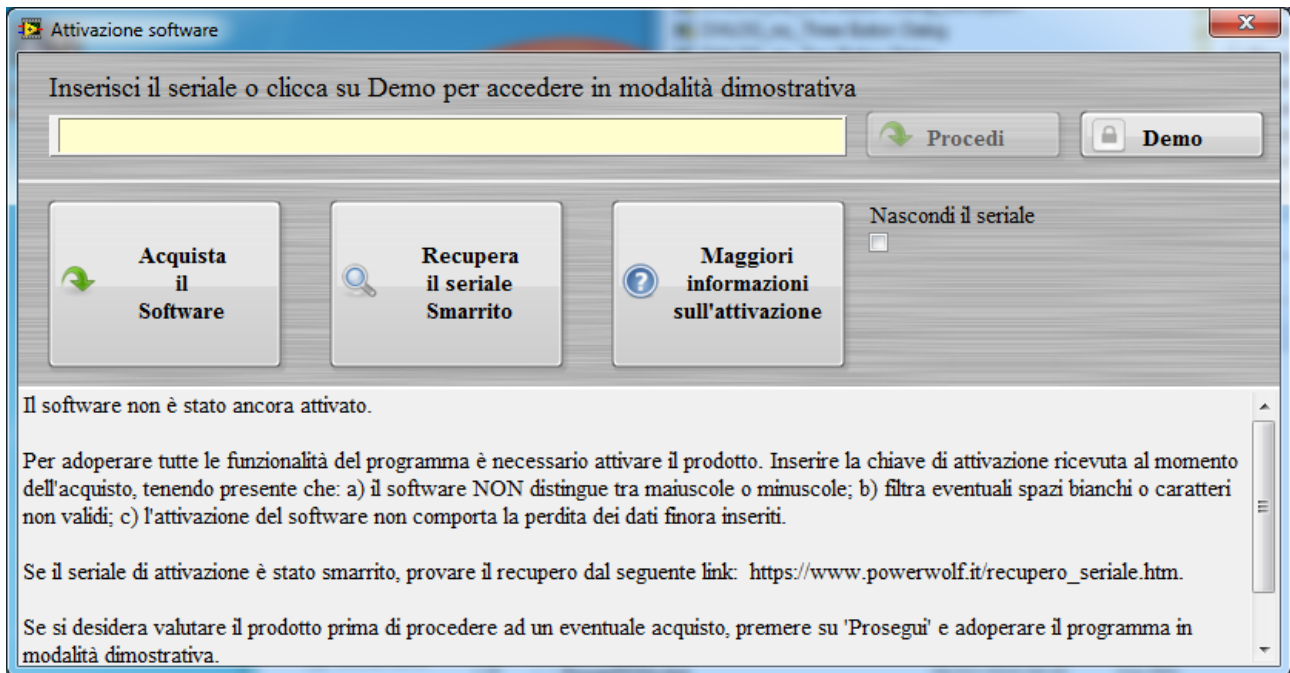 Attivazione software
Inserisci il seriale o clicca su Demo per accedere in modalità dimostrativa
Procedi
Demo
Acquista
il
Software
Recupera
il seriale
Smarrito
Maggiori
informazioni
sull'attivazione
Nascondi il seriale
Il software non è stato ancora attivato.
Per adoperare tutte le funzionalità del programma è necessario attivare il prodotto. Inserire la chiave di attivazione ricevuta al momento
dell'acquisto, tenendo presente che: a) il software NON distingue tra maiuscole o minuscole; b) filtra eventuali spazi bianchi o caratteri
non validi; c) l'attivazione del software non comporta la perdita dei dati finora inseriti.
Se il seriale di attivazione è stato smarrito, provare il recupero dal seguente link:  https://www.powerwolf.it/recupero_seriale.htm.
Se si desidera valutare il prodotto prima di procedere ad un eventuale acquisto, premere su 'Prosegui' e adoperare il programma in
modalità dimostrativa.